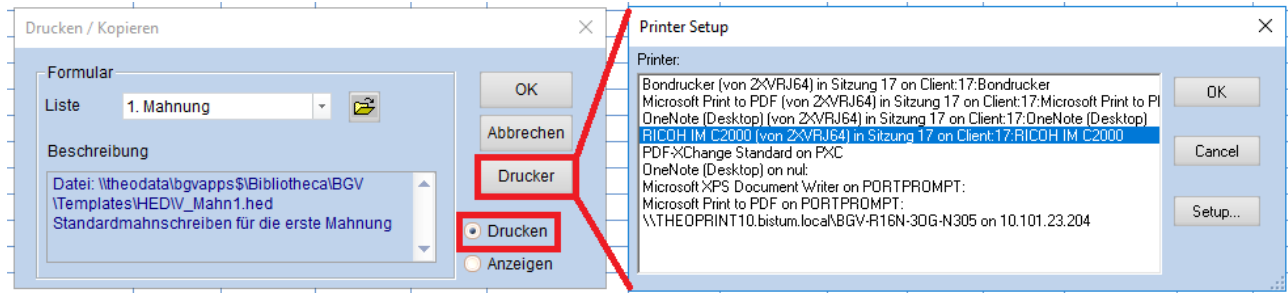 Drucken / Kopieren
Formular
Liste
1. Mahnung
Beschreibung
Datei: \\theodata\bgvapps$\Bibliotheca\BGV
\Templates\HED\V_Mahn1.hed
Standardmahnschreiben für die erste Mahnung
OK
Abbrechen
Drucker
Drucken
Anzeigen
Printer Setup
Printer:
Bondrucker (von 2XVRJ64) in Sitzung 17 on Client:17:Bondrucker
Microsoft Print to PDF (von 2XVRJ64) in Sitzung 17 on Client:17:Microsoft Print to PI
OneNote (Desktop) (von 2XVRJ64) in Sitzung 17 on Client:17:OneNote (Desktop)
RICOH IM C2000 (von 2XVRJ64) in Sitzung 17 on Client:17:RICOH IM C2000
PDF-XChange Standard on PXC
OneNote (Desktop) on nul:
Microsoft XPS Document Writer on PORTPROMPT:
Microsoft Print to PDF on PORTPROMPT:
\\THEOPRINT10.bistum.local\BGV-R16N-3OG-N305 on 10.101.23.204
OK
Cancel
Setup...